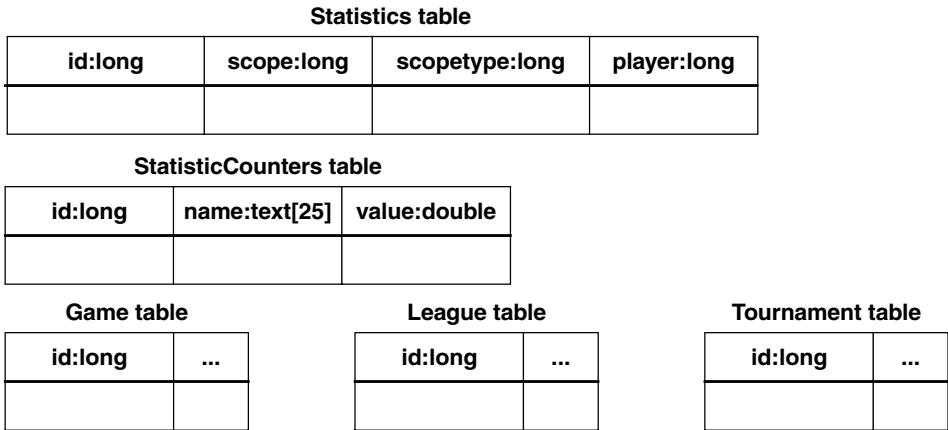 Statistics table
id:long scope:long scopetype:long player:long
StatisticCounters table
id:long name:text[25] value:double
Game table League table Tournament table
id:long ... id:long ... id:long ...